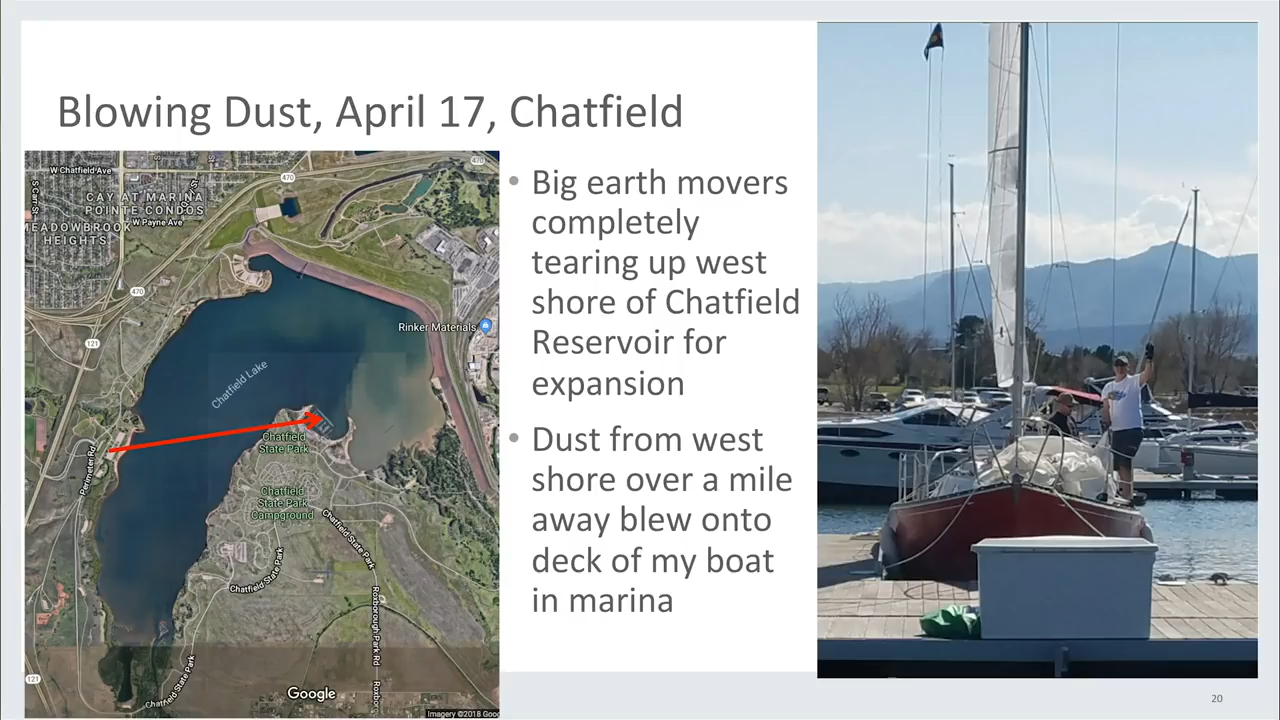 Blowing Dust, April 17, Chatfield
W Chatfield Ave
470
470
S Carr St
CAY AT MARINA
POINTE CONDOS
W Payne Ave
MEADOWBROOK
HEIGHTS
470
121
Rinker Materials
Chatfield Lake
Chatfield
State Park
Perimeter Rd
Chatfield
State Park
Campground
Chatfield State Park
Chatfield State Park
Roxborough Park Rd
Chatfield State Park
121
Google
Imagery ©2018 Goo
• Big earth movers
completely
tearing up west
shore of Chatfield
Reservoir for
expansion
• Dust from west
shore over a mile
away blew onto
deck of my boat
in marina
20